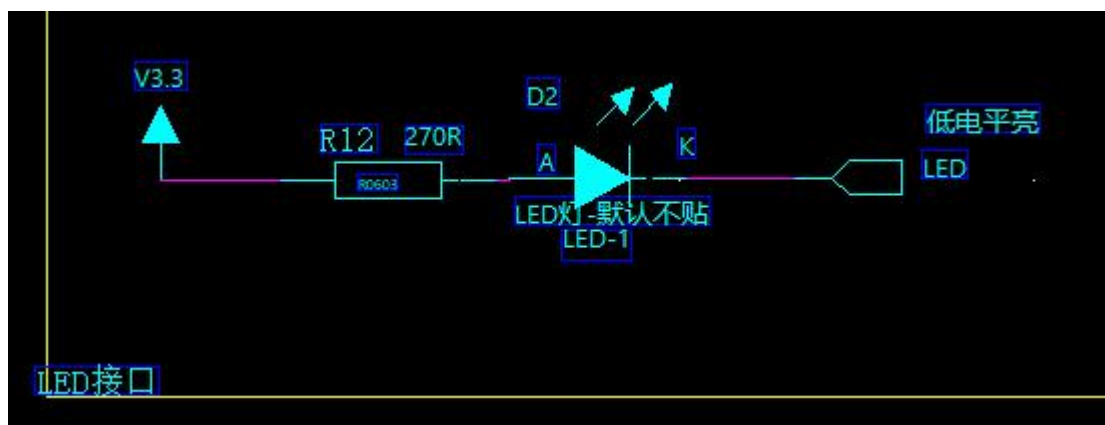 V3.3
D2
低电平亮
R12
270R
A
K
LED
R0603
LED灯-默认不贴
LED-1
LED接口